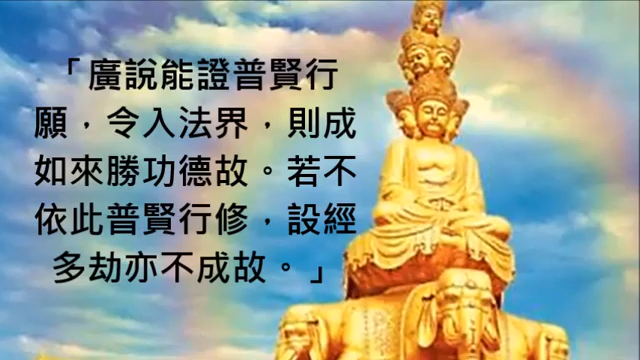 「廣說能證普賢行
願，令入法界，則成
如來勝功德故。若不
依此普賢行修，設經
多劫亦不成故。」